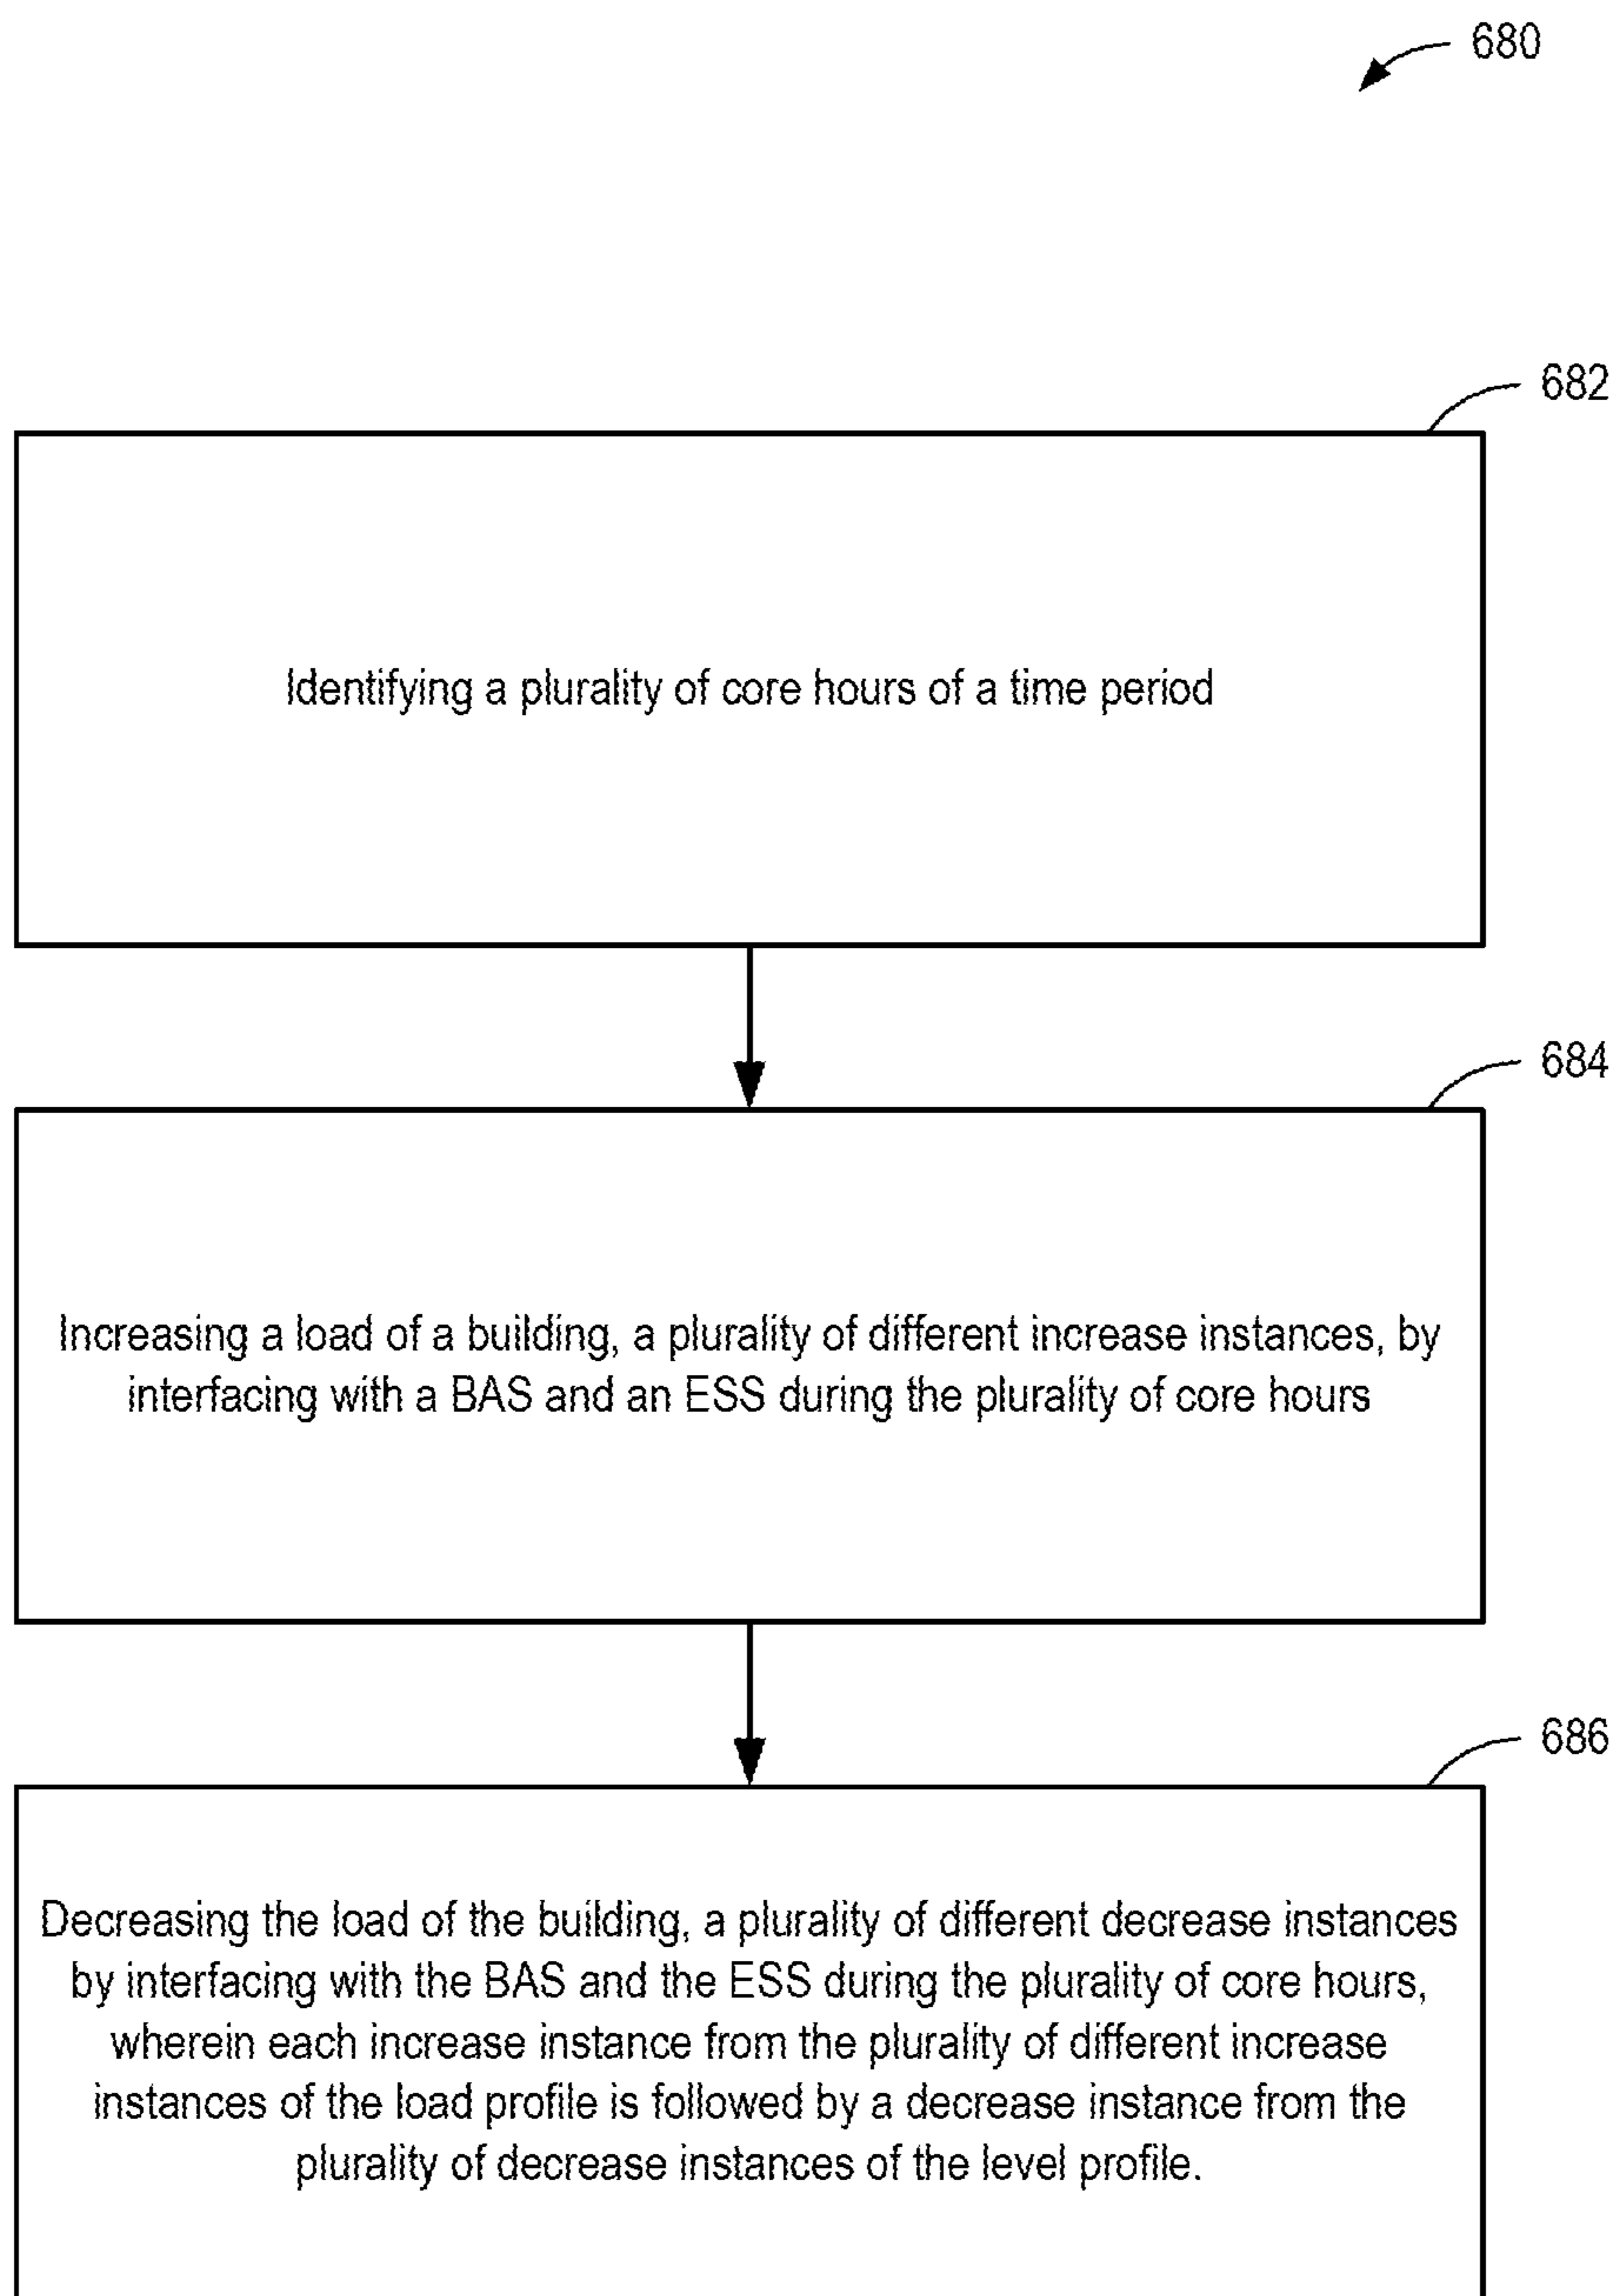 680
682
Identifying a plurality of core hours of a time period
684
Increasing a load of a building, a plurality of different increase instances, by
interfacing with a BAS and an ESS during the plurality of core hours
686
Decreasing the load of the building, a plurality of different decrease instances
by interfacing with the BAS and the ESS during the plurality of core hours,
wherein each increase instance from the plurality of different increase
instances of the load profile is followed by a decrease instance from the
plurality of decrease instances of the level profile.